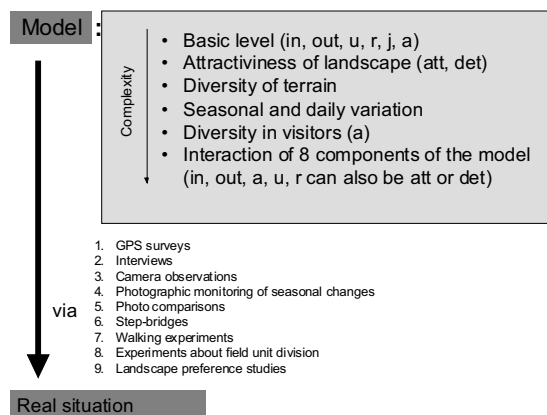 Model :
Complexity
• Basic level (in, out, u, r, j, a)
• Attractiviness of landscape (att, det)
• Diversity of terrain
• Seasonal and daily variation
• Diversity in visitors (a)
• Interaction of 8 components of the model
(in, out, a, u, r can also be att or det)
via
1. GPS surveys
2. Interviews
3. Camera observations
4. Photographic monitoring of seasonal changes
5. Photo comparisons
6. Step-bridges
7. Walking experiments
8. Experiments about field unit division
9. Landscape preference studies
Real situation